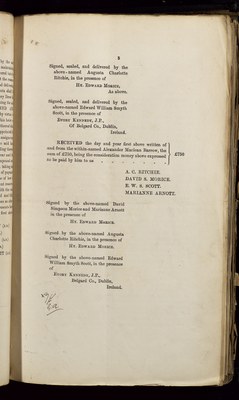 3
Signed, sealed, and delivered by the
above-named Augusta Charlotte
Ritchie, in the presence of
Hy. Edward Morice,
As above.
Signed, sealed, and delivered by the
above-named Edward William Smyth
Scott, in the presence of
Evory Kennedy, J.P.,
Of Belgard Co., Dublin,
Ireland.
RECEIVED the day and year first above written of
and from the within-named Alexander Maclean Barrow, the
sum of £750, being the consideration money above expressed
to be paid by him to us
£750
A. C. RITCHIE.
DAVID S. MORICE.
E. W. S. SCOTT.
MARIANNE ARNOTT.
Signed by the above-named David
Simpson Morice and Marianne Arnott
in the presence of
Hy. Edward Morice.
Signed by the above-named Augusta
Charlotte Ritchie, in the presence of
Hy. Edward Morice.
Signed by the above-named Edward
William Smyth Scott, in the presence
of
Evory Kennedy, J.P.,
Belgard Co., Dublin,
Ireland.